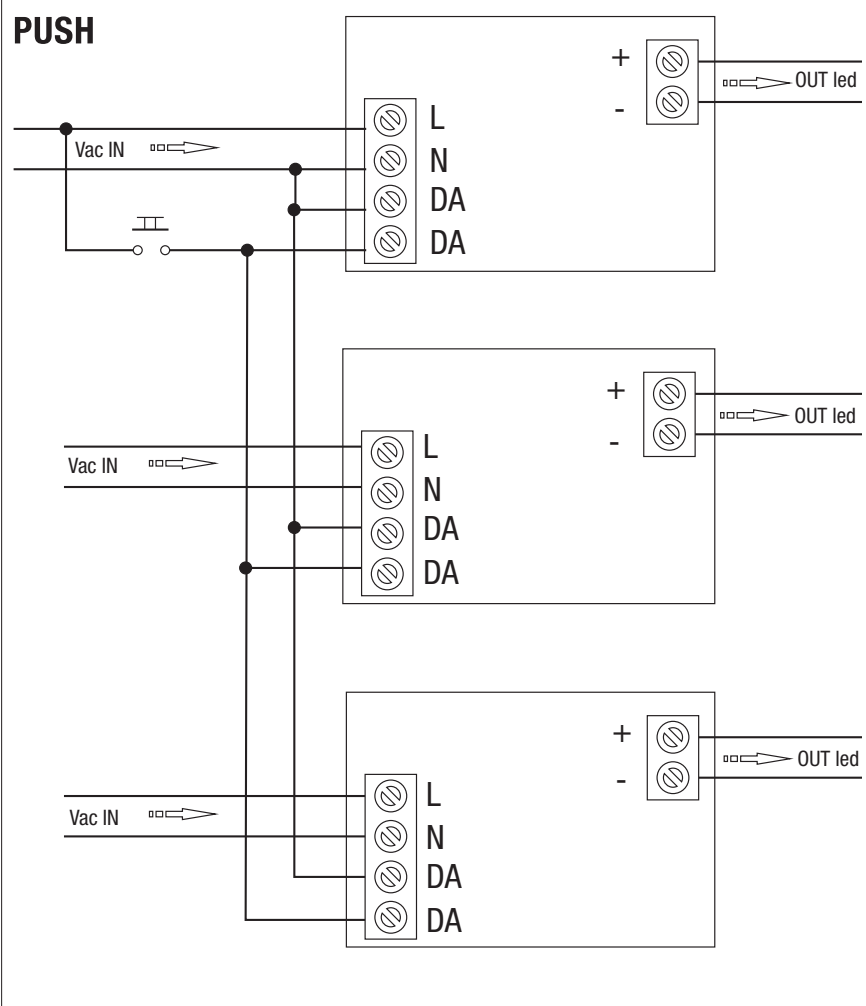 PUSH
+
OUT led
-
L
Vac IN
N
DA
DA
+
OUT led
-
L
Vac IN
N
DA
DA
+
OUT led
-
L
Vac IN
N
DA
DA